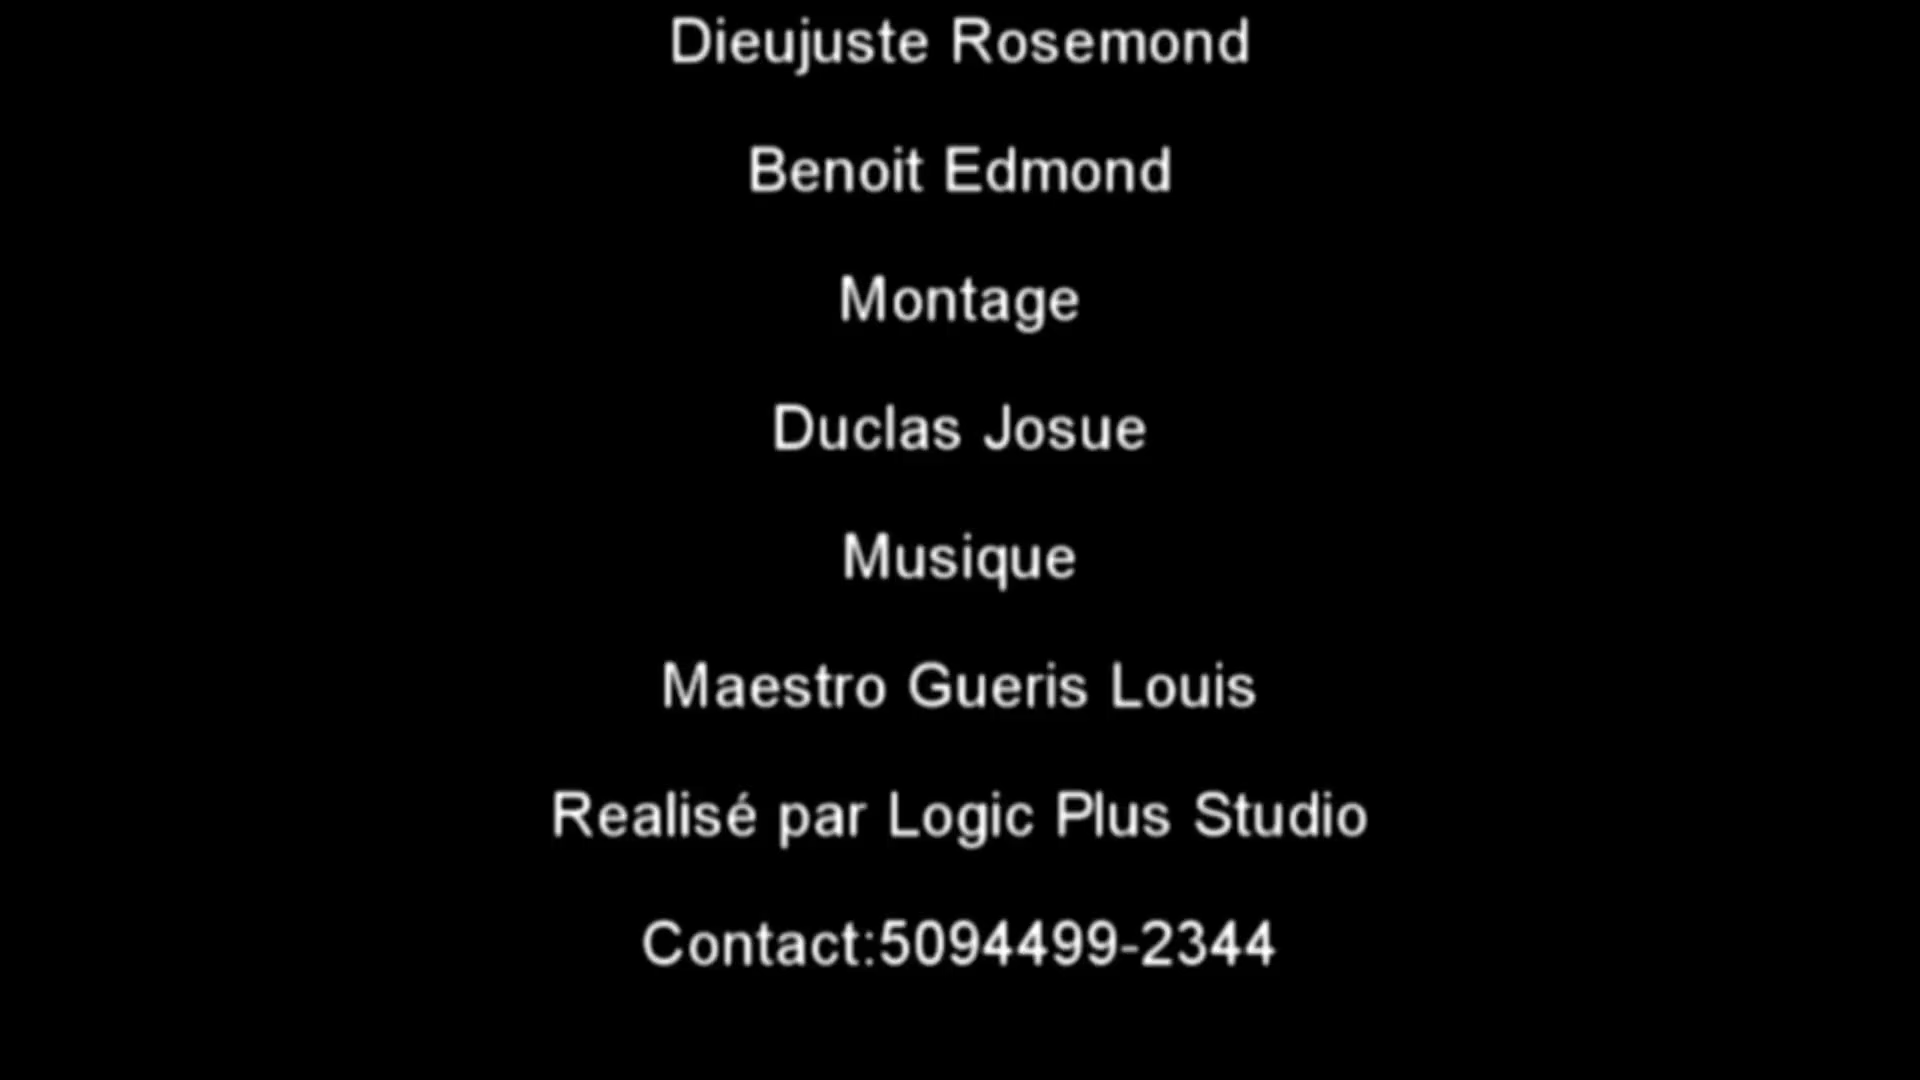 Dieujuste Rosemond
Benoit Edmond
Montage
Duclas Josue
Musique
Maestro Gueris Louis
Realisé par Logic Plus Studio
Contact:5094499-2344